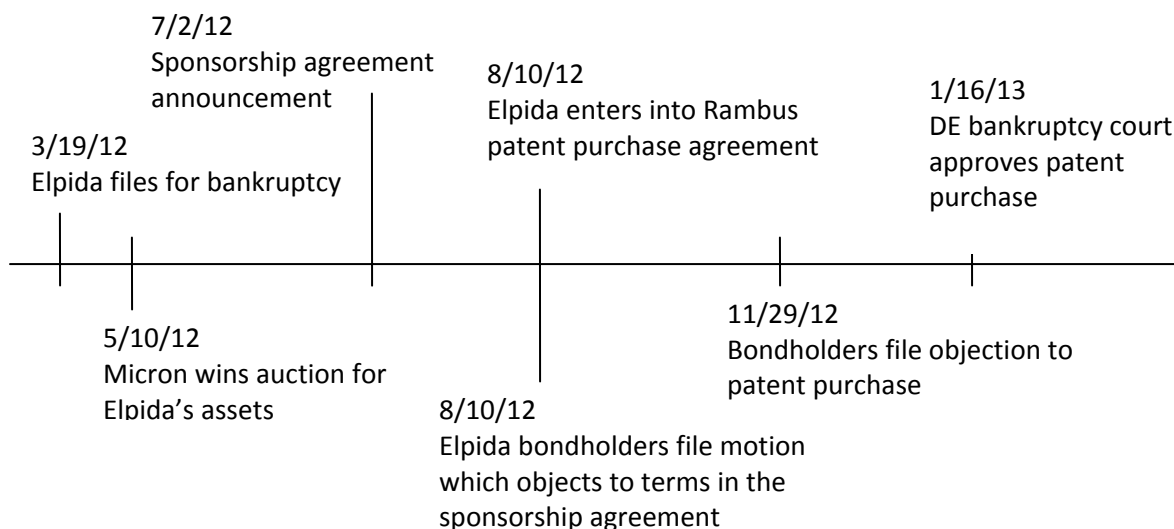 7/2/12
Sponsorship agreement
announcement
8/10/12
Elpida enters into Rambus
patent purchase agreement
1/16/13
DE bankruptcy court
approves patent
purchase
3/19/12
Elpida files for bankruptcy
5/10/12
Micron wins auction for
Elpida’s assets
8/10/12
Elpida bondholders file motion
which objects to terms in the
sponsorship agreement
11/29/12
Bondholders file objection to
patent purchase